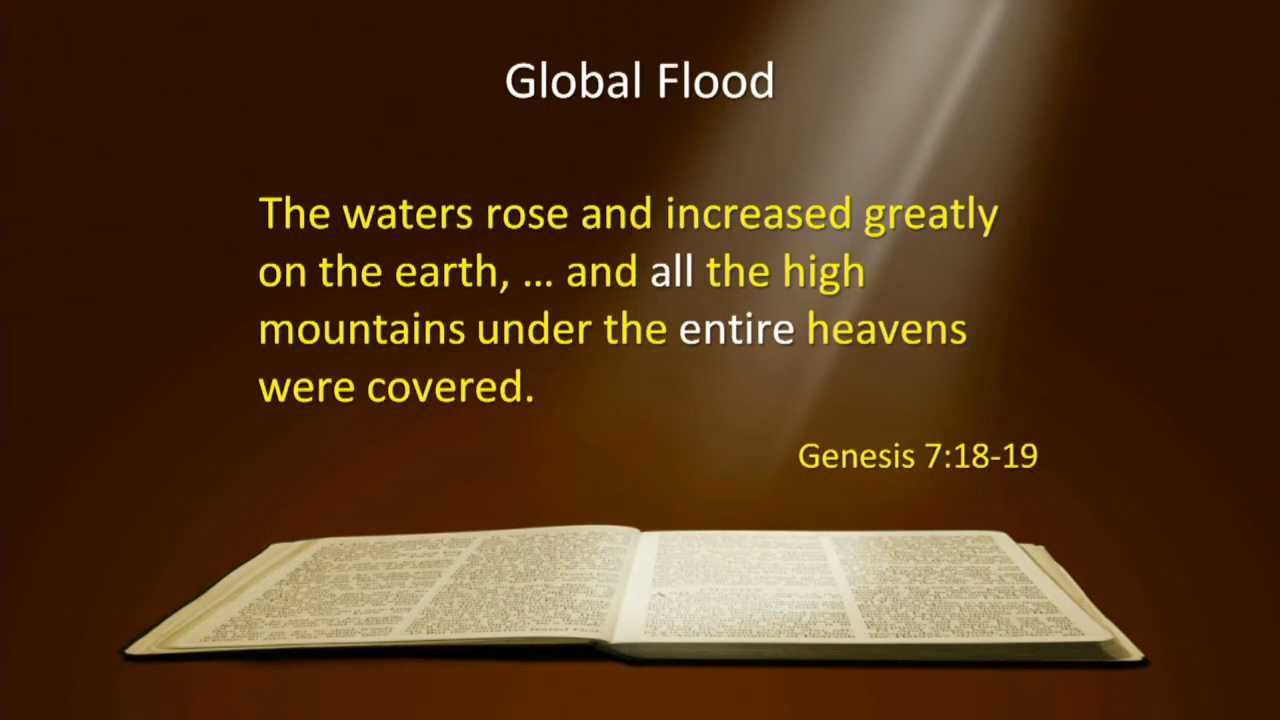 Global Flood
The waters rose and increased greatly
on the earth, … and all the high
mountains under the entire heavens
were covered.
Genesis 7:18-19